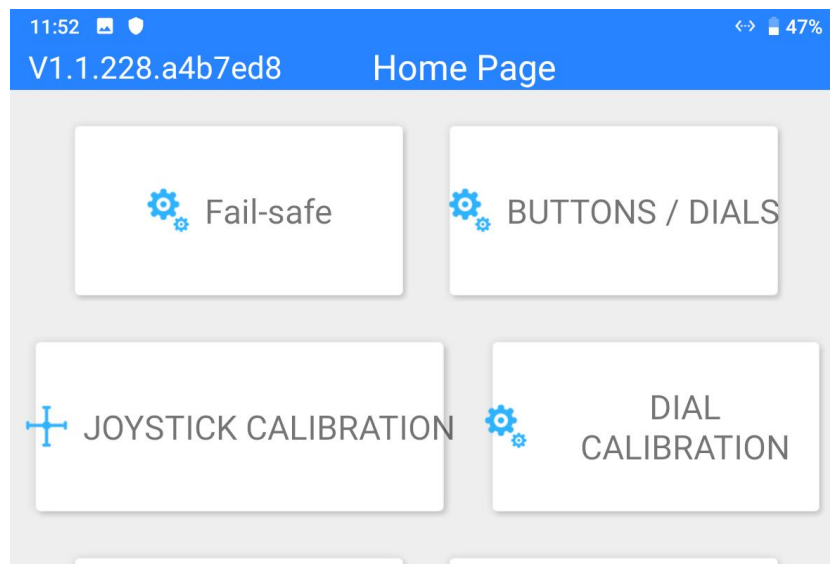 11:52 47%
V1.1.228.a4b7ed8 Home Page
Fail-safe
BUTTONS / DIALS
JOYSTICK CALIBRATION
DIAL
CALIBRATION